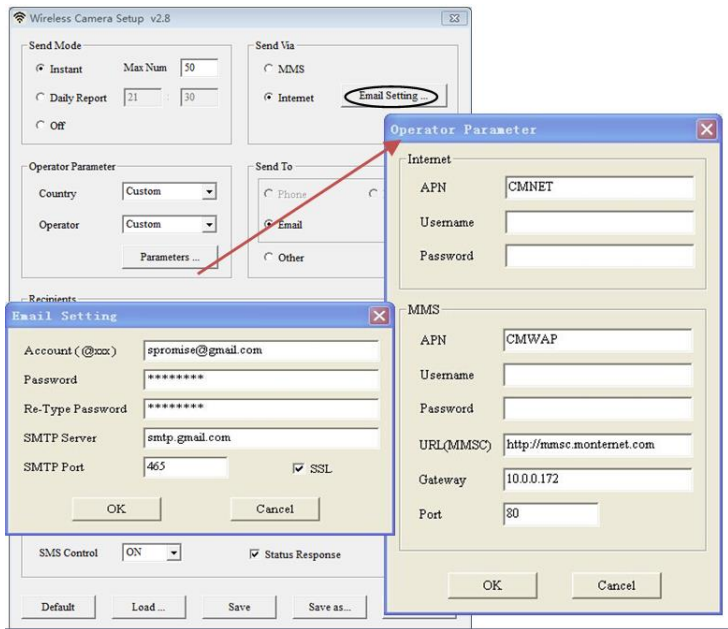 Wireless Camera Setup v2.8
Send Mode
Instant Max Num 50
Daily Report 21 : 30
Off
Send Via
MMS
Internet Email Setting ...
Operator Parameter
Country Custom
Operator Custom
Parameters ...
Send To
Phone
Email
Other
Recipients
Operator Parameter
Internet
APN CMNET
Username
Password
MMS
APN CMWAP
Username
Password
URL(MMSC) http://mmsc.monternet.com
Gateway 10.0.0.172
Port 80
OK Cancel
Email Setting
Account (@xxx) spromise@gmail.com
Password ********
Re-Type Password ********
SMTP Server smtp.gmail.com
SMTP Port 465 SSL
OK Cancel
SMS Control ON Status Response
Default Load ... Save Save as...